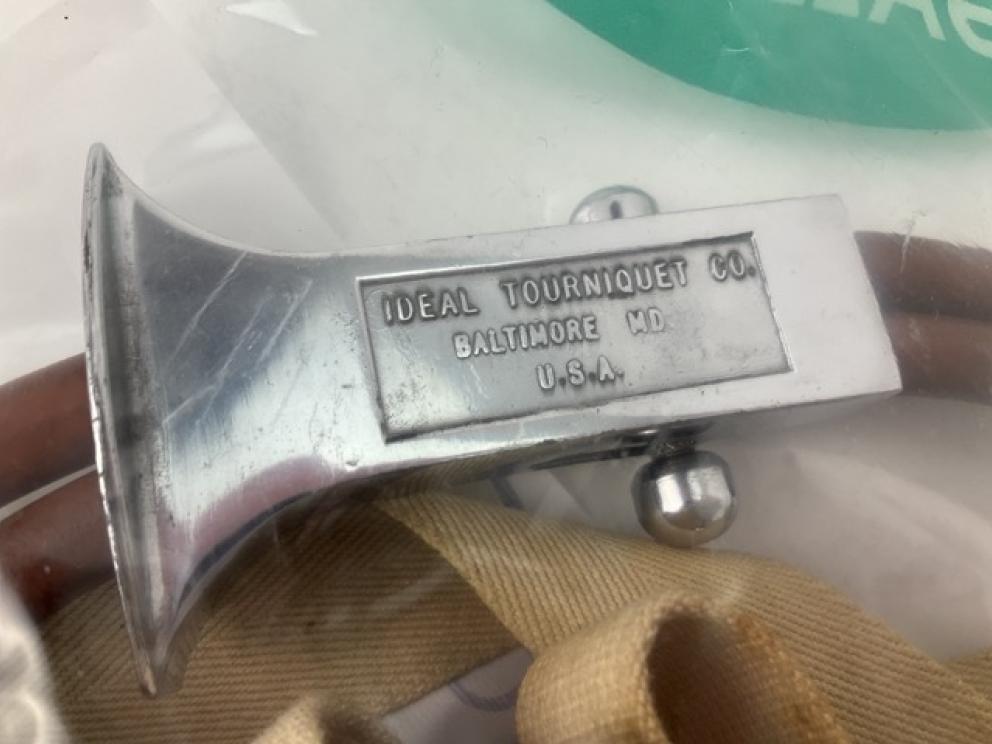 IDEAL TOURNIQUET CO.
BALTIMORE MD
U.S.A.